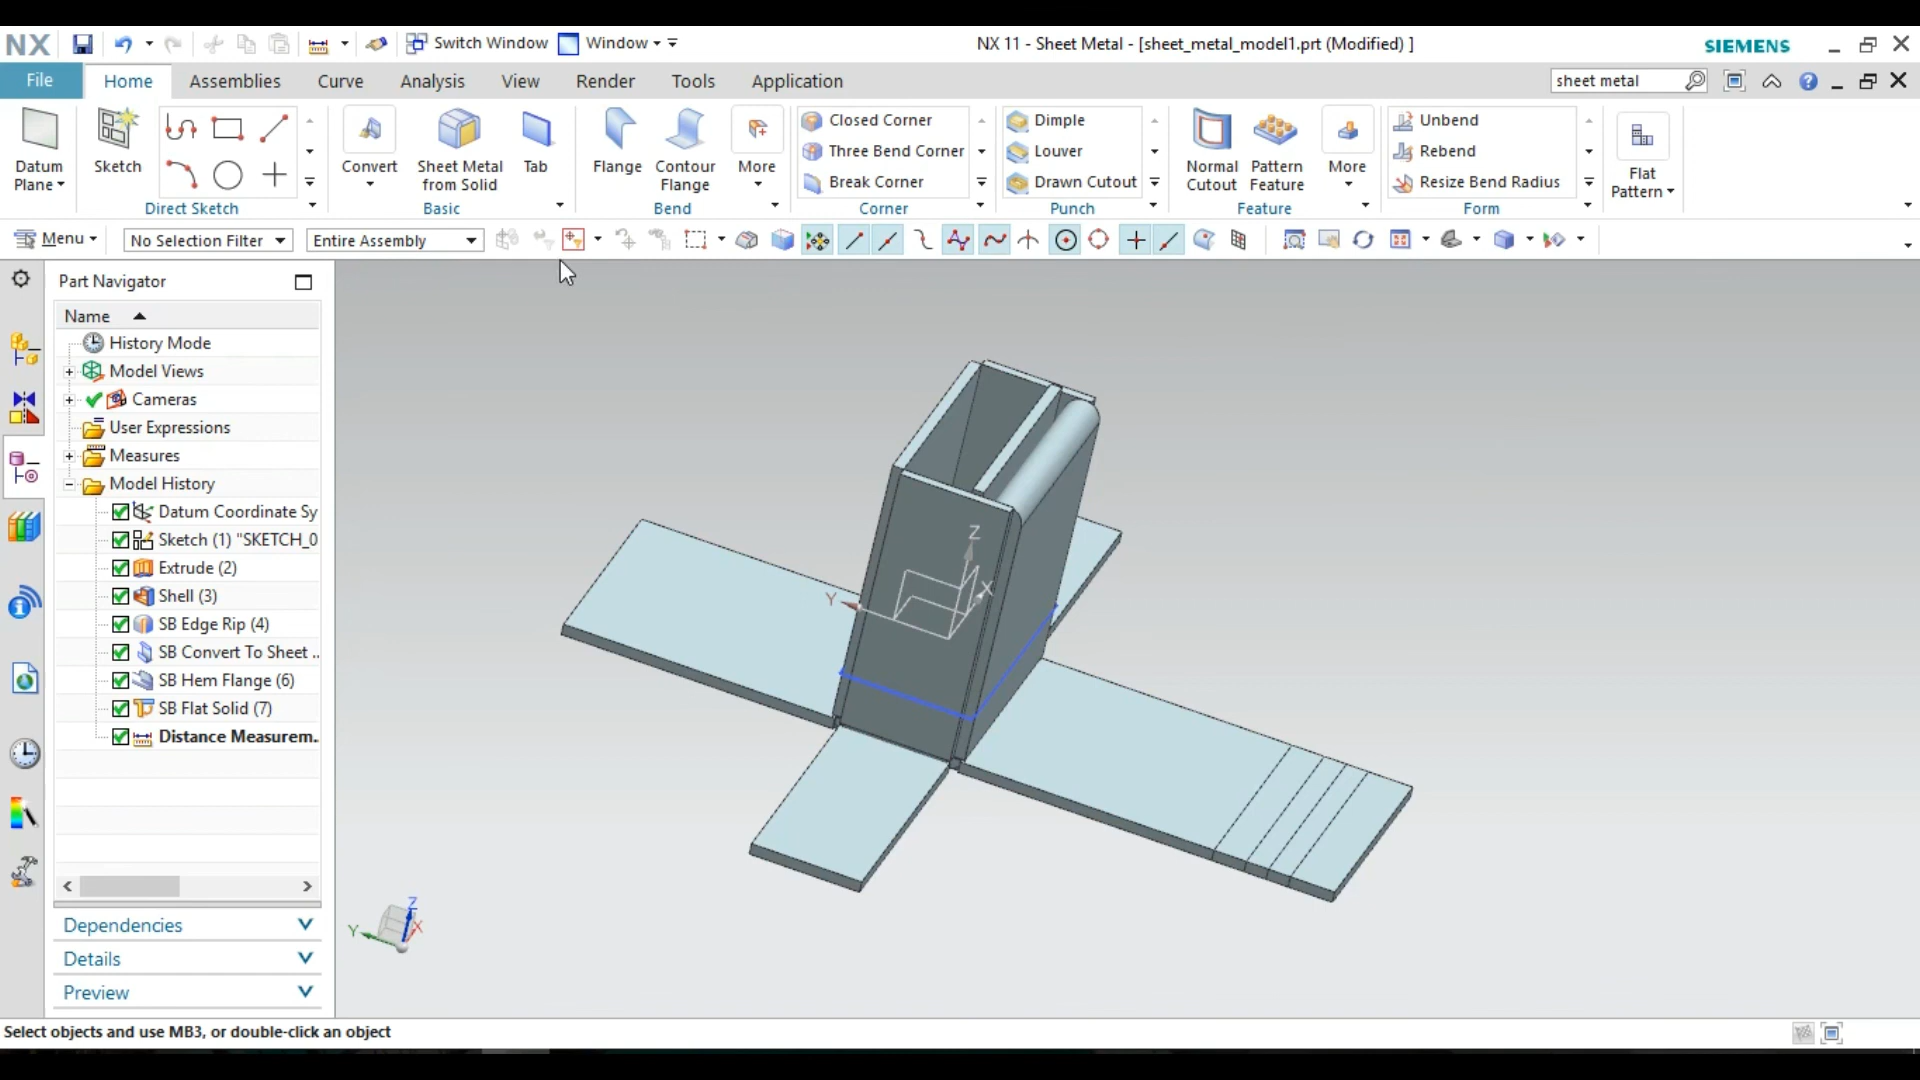 NX Switch Window Window NX 11 - Sheet Metal - [sheet_metal_model1.prt (Modified) ] SIEMENS
File Home Assemblies Curve Analysis View Render Tools Application sheet metal
Datum Plane
Sketch
Direct Sketch
Convert
Sheet Metal from Solid
Tab
Basic
Flange
Contour Flange
More
Bend
Closed Corner
Three Bend Corner
Break Corner
Corner
Dimple
Louver
Drawn Cutout
Punch
Normal Cutout
Pattern Feature
More
Feature
Unbend
Rebend
Resize Bend Radius
Form
Flat Pattern
Menu No Selection Filter Entire Assembly
Part Navigator
Name
History Mode
Model Views
Cameras
User Expressions
Measures
Model History
Datum Coordinate Sy
Sketch (1) "SKETCH_0
Extrude (2)
Shell (3)
SB Edge Rip (4)
SB Convert To Sheet ..
SB Hem Flange (6)
SB Flat Solid (7)
Distance Measurem..
Dependencies
Details
Preview
Z
X
Y
Z
Y X
Select objects and use MB3, or double-click an object